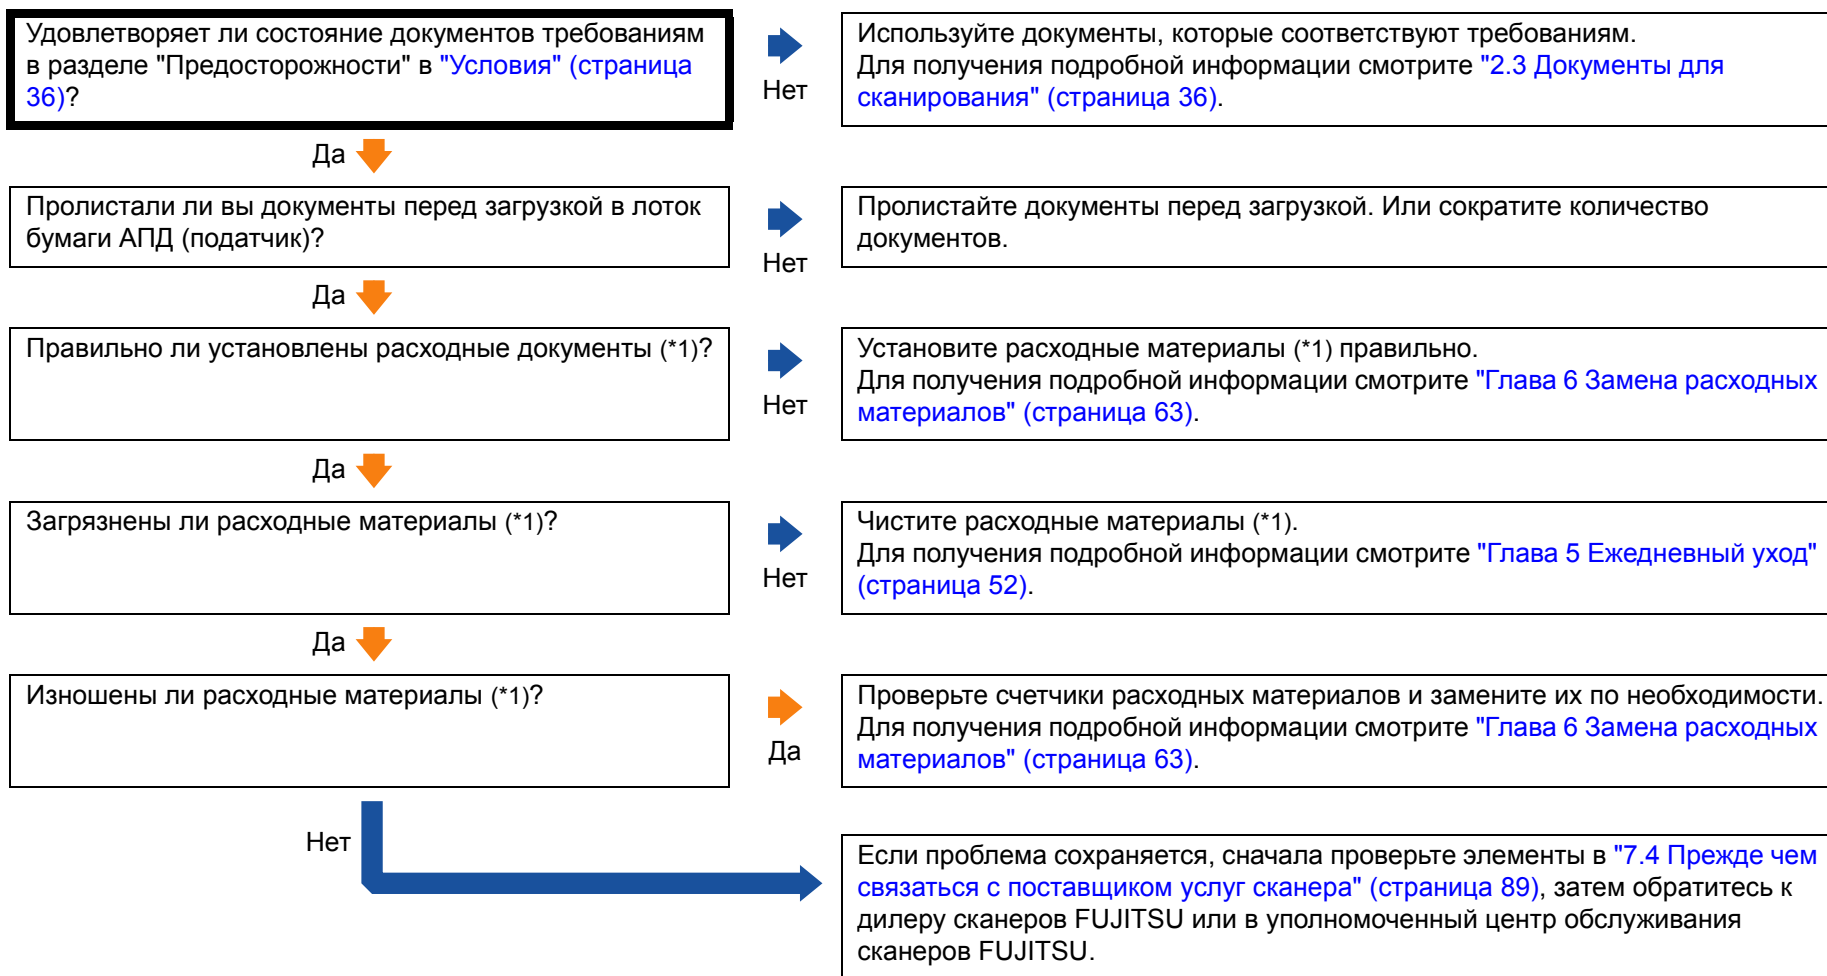 Удовлетворяет ли состояние документов требованиям
в разделе "Предосторожности" в "Условия" (страница
36)?
Нет
Используйте документы, которые соответствуют требованиям.
Для получения подробной информации смотрите "2.3 Документы для
сканирования" (страница 36).
Да
Пролистали ли вы документы перед загрузкой в лоток
бумаги АПД (податчик)?
Нет
Пролистайте документы перед загрузкой. Или сократите количество
документов.
Да
Правильно ли установлены расходные документы (*1)?
Нет
Установите расходные материалы (*1) правильно.
Для получения подробной информации смотрите "Глава 6 Замена расходных
материалов" (страница 63).
Да
Загрязнены ли расходные материалы (*1)?
Нет
Чистите расходные материалы (*1).
Для получения подробной информации смотрите "Глава 5 Ежедневный уход"
(страница 52).
Да
Изношены ли расходные материалы (*1)?
Да
Проверьте счетчики расходных материалов и замените их по необходимости.
Для получения подробной информации смотрите "Глава 6 Замена расходных
материалов" (страница 63).
Нет
Если проблема сохраняется, сначала проверьте элементы в "7.4 Прежде чем
связаться с поставщиком услуг сканера" (страница 89), затем обратитесь к
дилеру сканеров FUJITSU или в уполномоченный центр обслуживания
сканеров FUJITSU.